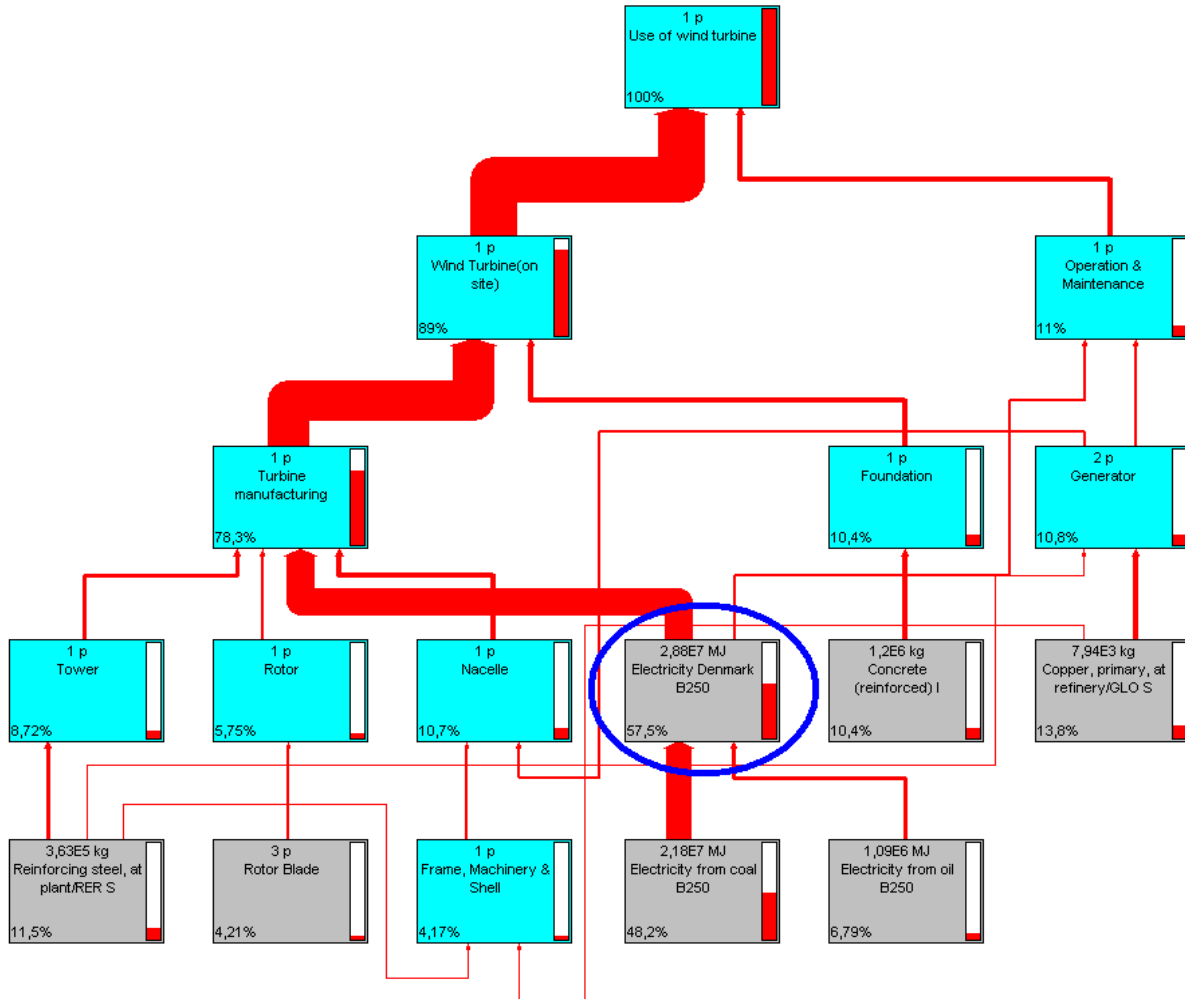 1 p
Use of wind turbine
100%
1 p
Wind Turbine(on
site)
89%
1 p
Operation &
Maintenance
11%
1 p
Turbine
manufacturing
78,3%
1 p
Foundation
10,4%
2 p
Generator
10,8%
1 p
Tower
8,72%
1 p
Rotor
5,75%
1 p
Nacelle
10,7%
2,88E7 MJ
Electricity Denmark
B250
57,5%
1,2E6 kg
Concrete
(reinforced) I
10,4%
7,94E3 kg
Copper, primary, at
refinery/GLO S
13,8%
3,63E5 kg
Reinforcing steel, at
plant/RER S
11,5%
3 p
Rotor Blade
4,21%
1 p
Frame, Machinery &
Shell
4,17%
2,18E7 MJ
Electricity from coal
B250
48,2%
1,09E6 MJ
Electricity from oil
B250
6,79%